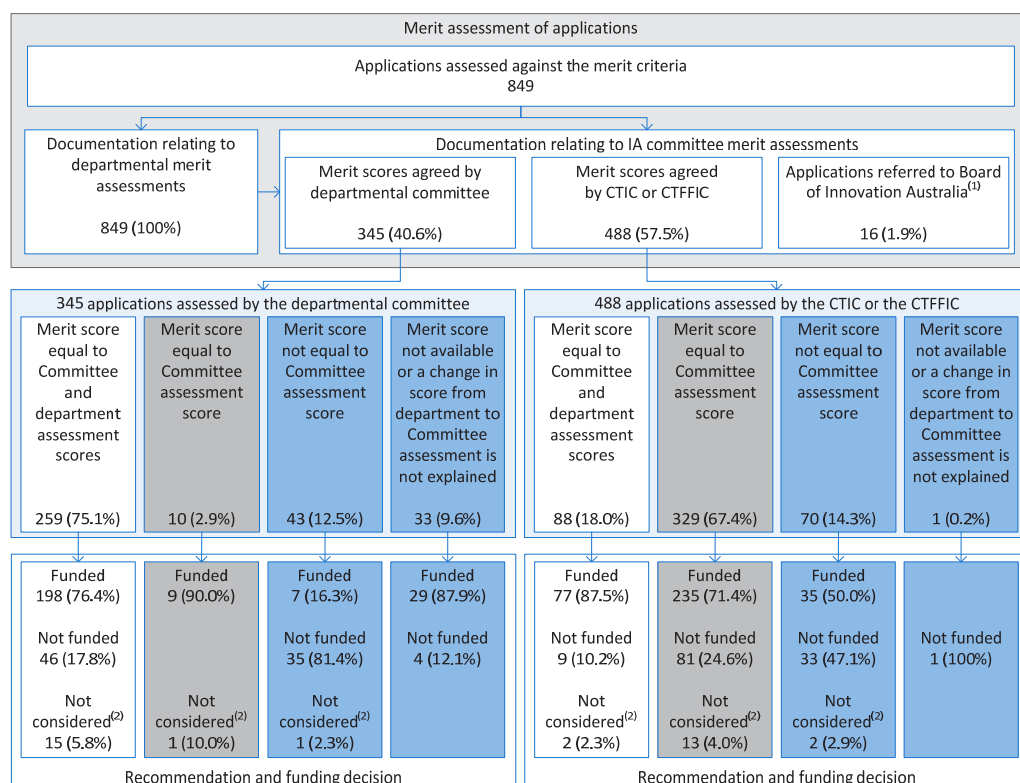 Merit assessment of applications
Applications assessed against the merit criteria
849
Documentation relating to
departmental merit
assessments
849 (100%)
Documentation relating to IA committee merit assessments
Merit scores agreed by
departmental committee
345 (40.6%)
Merit scores agreed
by CTIC or CTFFIC
488 (57.5%)
Applications referred to Board
of Innovation Australia(1)
16 (1.9%)
345 applications assessed by the departmental committee
Merit score
equal to
Committee
and
department
assessment
scores
259 (75.1%)
Merit score
equal to
Committee
assessment
score
10 (2.9%)
Merit score
not equal to
Committee
assessment
score
43 (12.5%)
Merit score
not available
or a change in
score from
department to
Committee
assessment is
not explained
33 (9.6%)
Funded
198 (76.4%)
Not funded
46 (17.8%)
Not
considered(2)
15 (5.8%)
Funded
9 (90.0%)
Not
considered(2)
1 (10.0%)
Funded
7 (16.3%)
Not funded
35 (81.4%)
Not
considered(2)
1 (2.3%)
Funded
29 (87.9%)
Not funded
4 (12.1%)
Recommendation and funding decision
488 applications assessed by the CTIC or the CTFFIC
Merit score
equal to
Committee
and
department
assessment
scores
88 (18.0%)
Merit score
equal to
Committee
assessment
score
329 (67.4%)
Merit score
not equal to
Committee
assessment
score
70 (14.3%)
Merit score
not available
or a change in
score from
department to
Committee
assessment is
not explained
1 (0.2%)
Funded
77 (87.5%)
Not funded
9 (10.2%)
Not
considered(2)
2 (2.3%)
Funded
235 (71.4%)
Not funded
81 (24.6%)
Not
considered(2)
13 (4.0%)
Funded
35 (50.0%)
Not funded
33 (47.1%)
Not
considered(2)
2 (2.9%)
Not funded
1 (100%)
Recommendation and funding decision